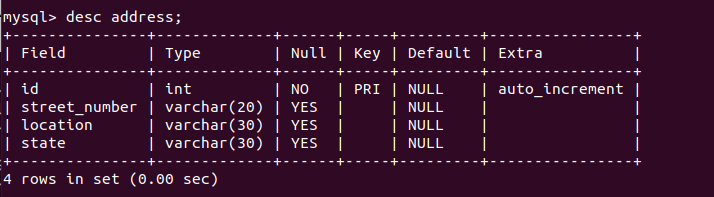 mysql> desc address;
+---------------+-------------+------+-----+---------+----------------+
| Field         | Type        | Null | Key | Default | Extra          |
+---------------+-------------+------+-----+---------+----------------+
| id            | int         | NO   | PRI | NULL    | auto_increment |
| street_number | varchar(20) | YES  |     | NULL    |                |
| location      | varchar(30) | YES  |     | NULL    |                |
| state         | varchar(30) | YES  |     | NULL    |                |
+---------------+-------------+------+-----+---------+----------------+
4 rows in set (0.00 sec)